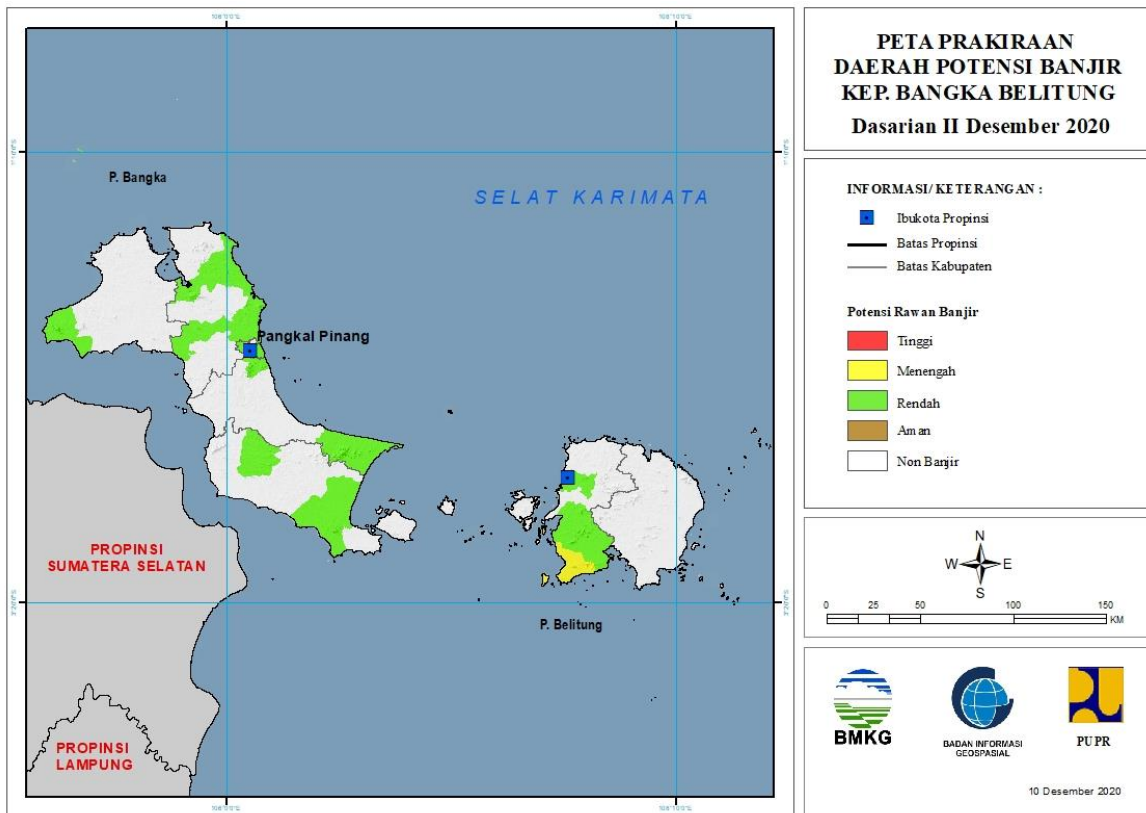 PETA PRAKIRAAN
DAERAH POTENSI BANJIR
KEP. BANGKA BELITUNG
Dasarian II Desember 2020
P. Bangka
SELAT KARIMATA
Pangkal Pinang
PROPINSI
SUMATERA SELATAN
P. Belitung
PROPINSI
LAMPUNG
INFORMASI/ KETERANGAN :
Ibukota Propinsi
Batas Propinsi
Batas Kabupaten
Potensi Rawan Banjir
Tinggi
Menengah
Rendah
Aman
Non Banjir
N
W E
S
0 25 50 100 150
KM
BMKG
BADAN INFORMASI
GEOSPASIAL
PUPR
10 Desember 2020